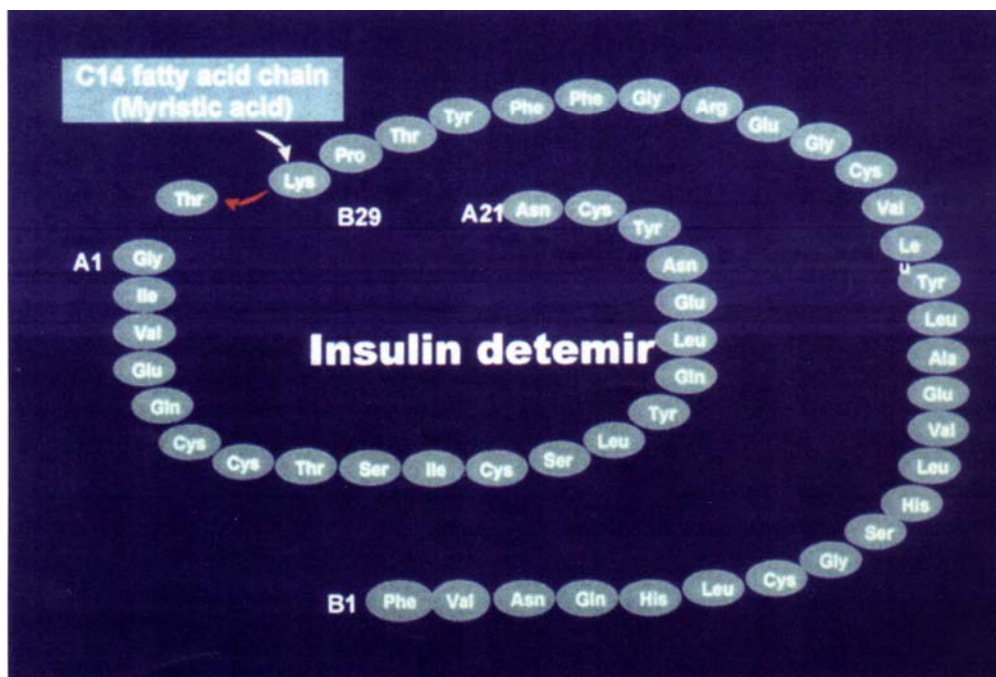 C14 fatty acid chain
(Myristic acid)
Thr
Lys
Pro
Thr
Tyr
Phe
Phe
Gly
Arg
Glu
Gly
Cys
Val
Le
u
Tyr
Leu
Ala
Glu
Val
Leu
His
Ser
Gly
Cys
Leu
His
Gln
Asn
Val
Phe
B1
B29
A21
Asn
Cys
Tyr
Asn
Glu
Leu
Gln
Tyr
Leu
Ser
Cys
Ile
Ser
Thr
Cys
Cys
Gln
Glu
Val
Ile
Gly
A1
Insulin detemir